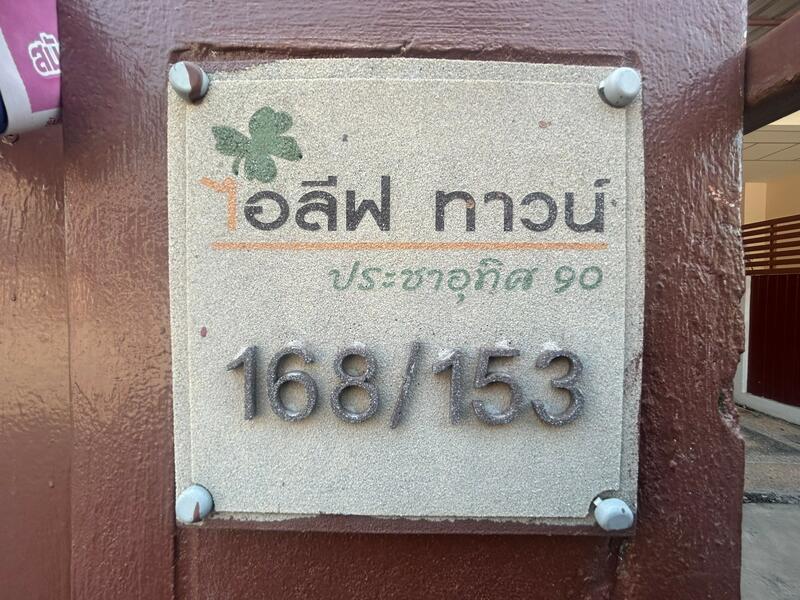 ไอลีฟ ทาวน์
ประชาอุทิศ 90
168/153